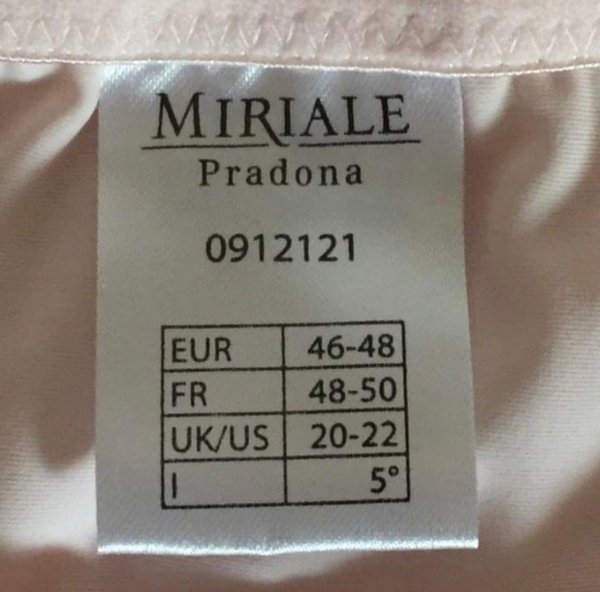 MIRIALE
Pradona
0912121
EUR 46-48
FR 48-50
UK/US 20-22
I 5°